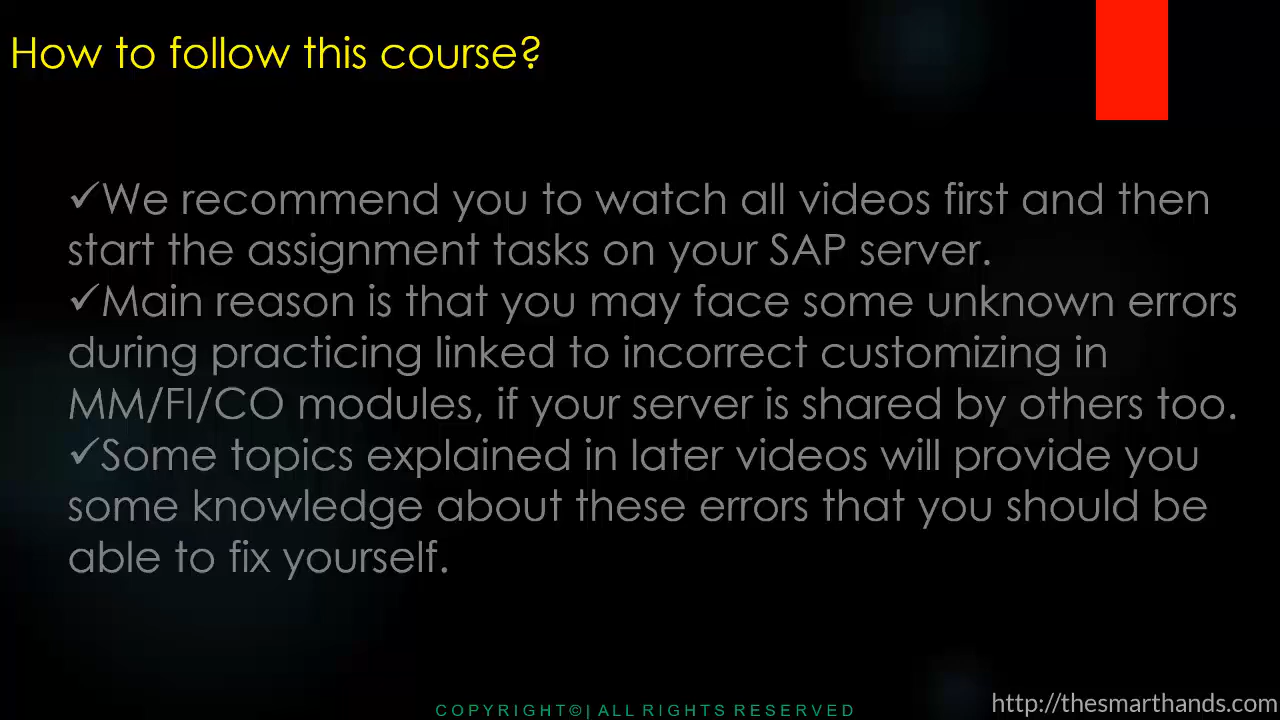 How to follow this course?
✓We recommend you to watch all videos first and then
start the assignment tasks on your SAP server.
✓Main reason is that you may face some unknown errors
during practicing linked to incorrect customizing in
MM/FI/CO modules, if your server is shared by others too.
✓Some topics explained in later videos will provide you
some knowledge about these errors that you should be
able to fix yourself.
COPYRIGHT©| ALL RIGHTS RESERVED
http://thesmarthands.com